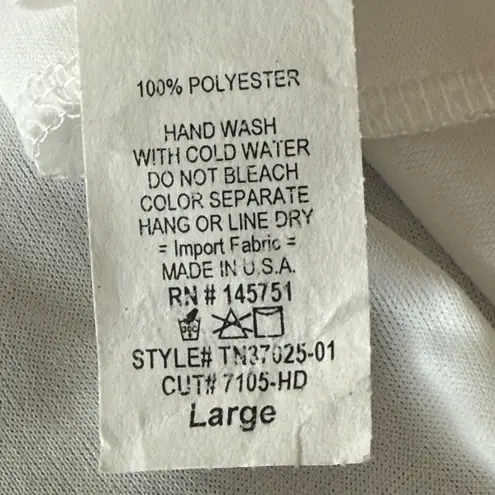 100% POLYESTER
HAND WASH
WITH COLD WATER
DO NOT BLEACH
COLOR SEPARATE
HANG OR LINE DRY
= Import Fabric =
MADE IN U.S.A.
RN # 145751
30C
STYLE# TN37025-01
CUT# 7105-HD
Large